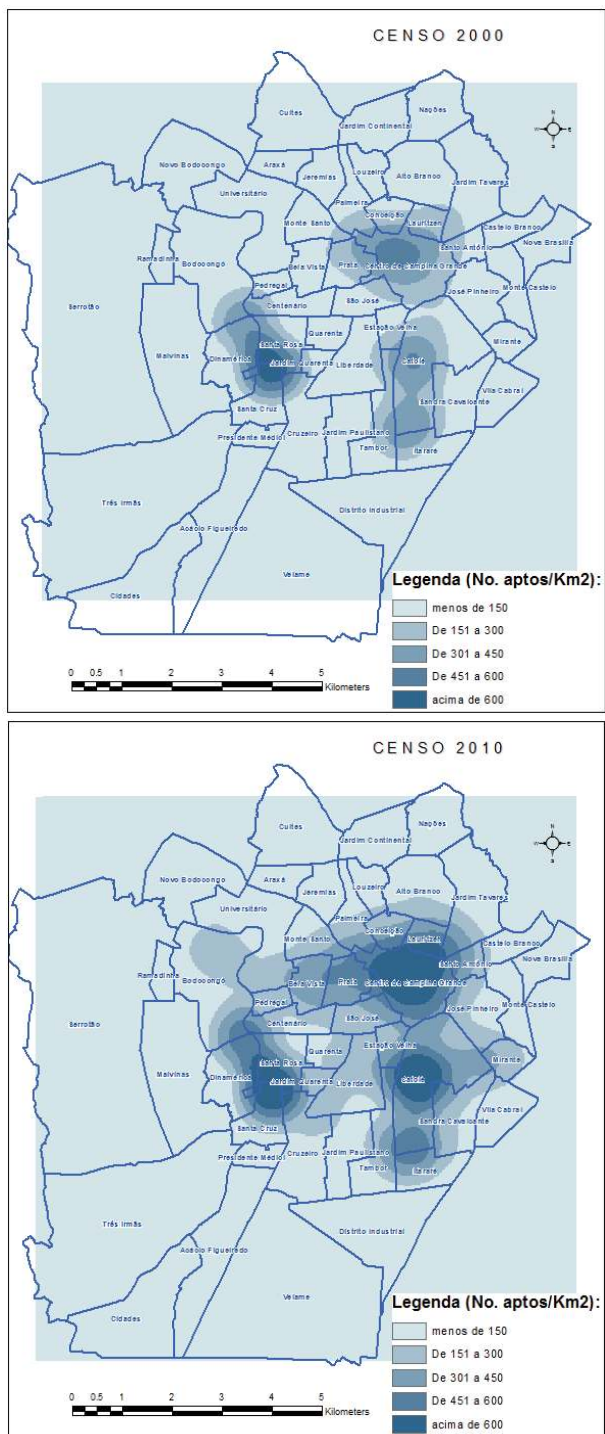 CENSO 2000
Cuités
Nações
Jardim Continental
Novo Bodocongo
Araxá
Jeremias
Louzeiro
Alto Branco
Jardim Tavares
Universitário
Palmeira
Conceição
Lauritzen
Castelo Branco
Monte Santo
Santo Antônio
Nova Brasília
Ramadinha
Bodocongó
Bela Vista
Prata
Centro de Campina Grande
Serrotão
Pedregal
Monte Castelo
Centenário
São José
José Pinheiro
Quarenta
Estação Velha
Santa Rosa
Mirante
Malvinas
Dinamérica
Jardim Quarenta
Liberdade
Catolé
Vila Cabral
Sandra Cavalcante
Santa Cruz
Presidente Médici
Cruzeiro
Jardim Paulistano
Tambor
Itararé
Três Irmãs
Distrito Industrial
Acácio Figueiredo
Velame
Cidades
Legenda (No. aptos/Km2):
menos de 150
De 151 a 300
De 301 a 450
De 451 a 600
acima de 600
0 0.5 1 2 3 4 5
Kilometers
CENSO 2010
Cuités
Nações
Jardim Continental
Novo Bodocongo
Araxá
Jeremias
Louzeiro
Alto Branco
Jardim Tavares
Universitário
Palmeira
Conceição
Lauritzen
Castelo Branco
Monte Santo
Santo Antônio
Nova Brasília
Ramadinha
Bodocongó
Bela Vista
Prata
Centro de Campina Grande
Serrotão
Pedregal
Monte Castelo
Centenário
São José
José Pinheiro
Quarenta
Estação Velha
Santa Rosa
Mirante
Malvinas
Dinamérica
Jardim Quarenta
Liberdade
Catolé
Vila Cabral
Sandra Cavalcante
Santa Cruz
Presidente Médici
Cruzeiro
Jardim Paulistano
Tambor
Itararé
Três Irmãs
Distrito Industrial
Acácio Figueiredo
Velame
Cidades
Legenda (No. aptos/Km2):
menos de 150
De 151 a 300
De 301 a 450
De 451 a 600
acima de 600
0 0.5 1 2 3 4 5
Kilometers